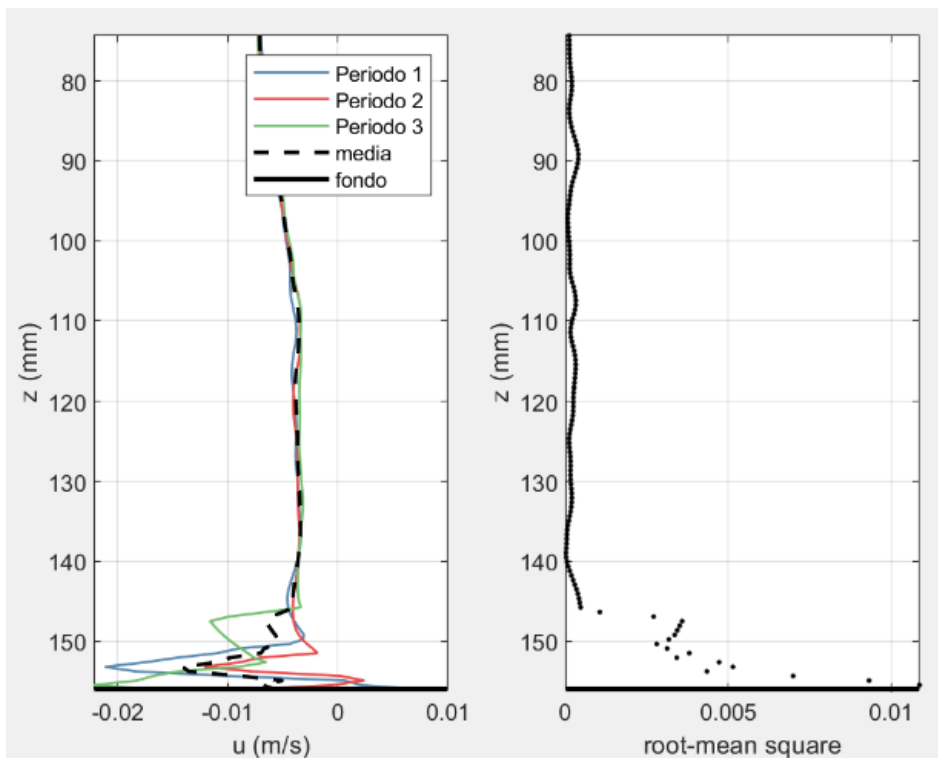 Periodo 1
Periodo 2
Periodo 3
media
fondo
z (mm)
80
90
100
110
120
130
140
150
-0.02
-0.01
0
0.01
u (m/s)
z (mm)
80
90
100
110
120
130
140
150
0
0.005
0.01
root-mean square